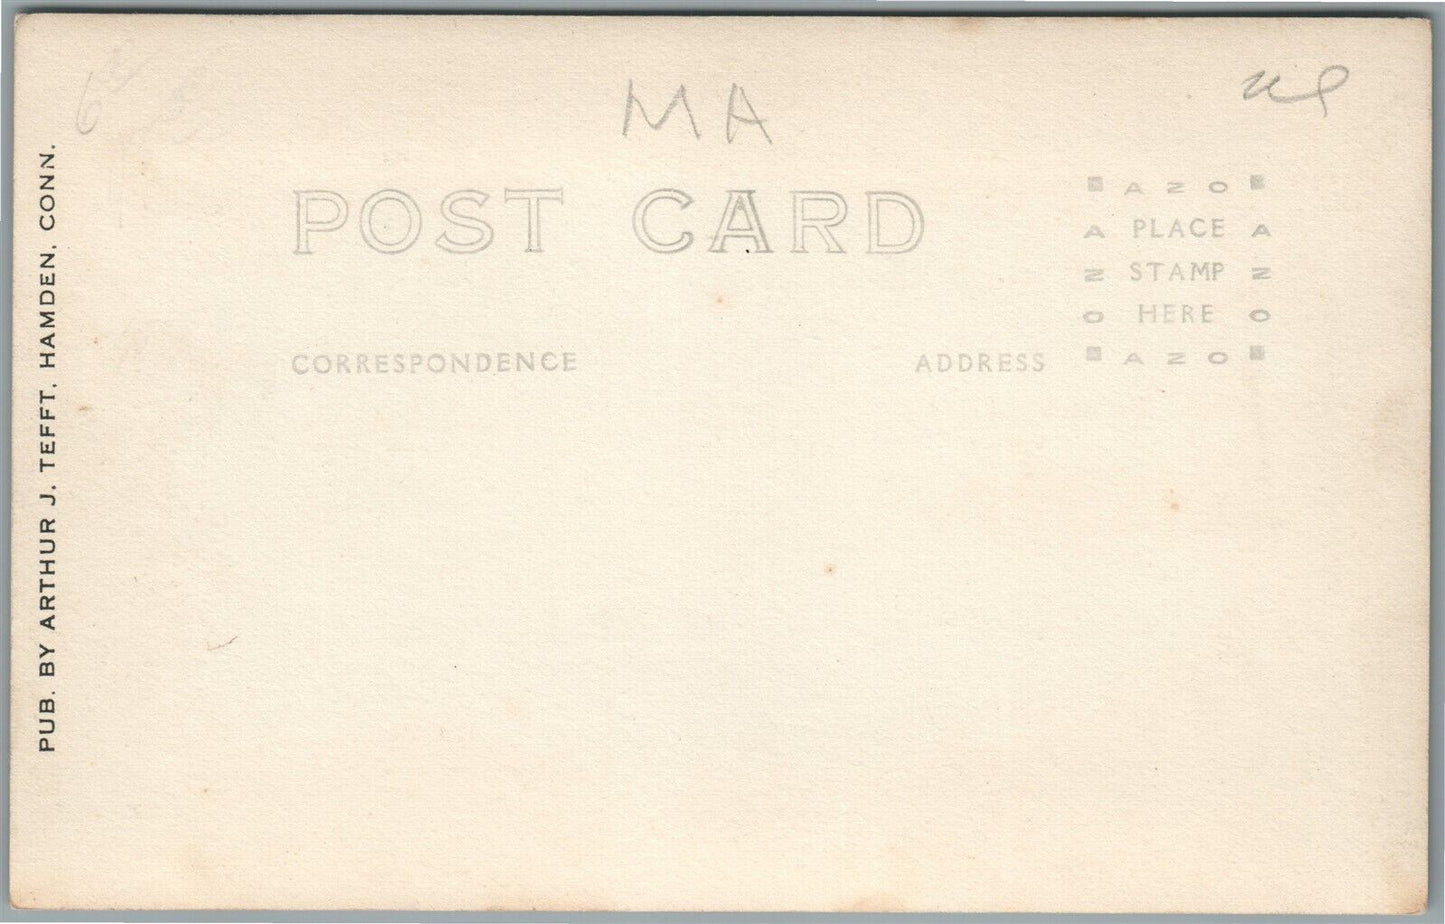 MA
POST CARD
AZO
A PLACE A
Z STAMP Z
O HERE O
AZO
CORRESPONDENCE
ADDRESS
PUB. BY ARTHUR J. TEFFT, HAMDEN, CONN.